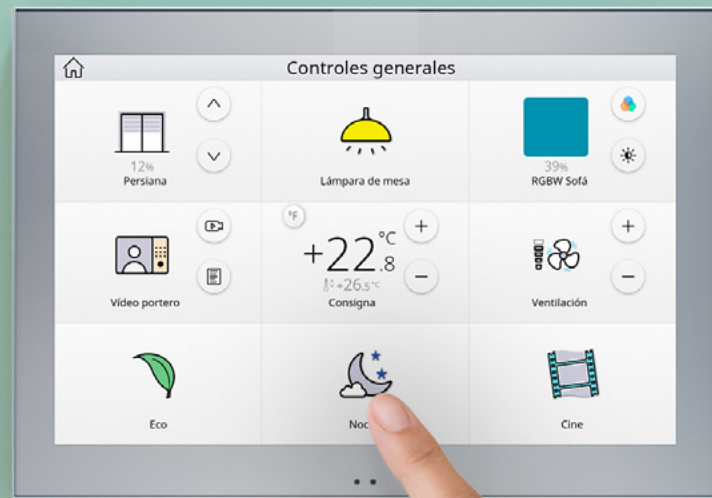 Controles generales
12%
Persiana
Lámpara de mesa
39%
RGBW Sofá
Vídeo portero
°F
+22.8 °C
+26.5 °C
Consigna
Ventilación
Eco
Cine